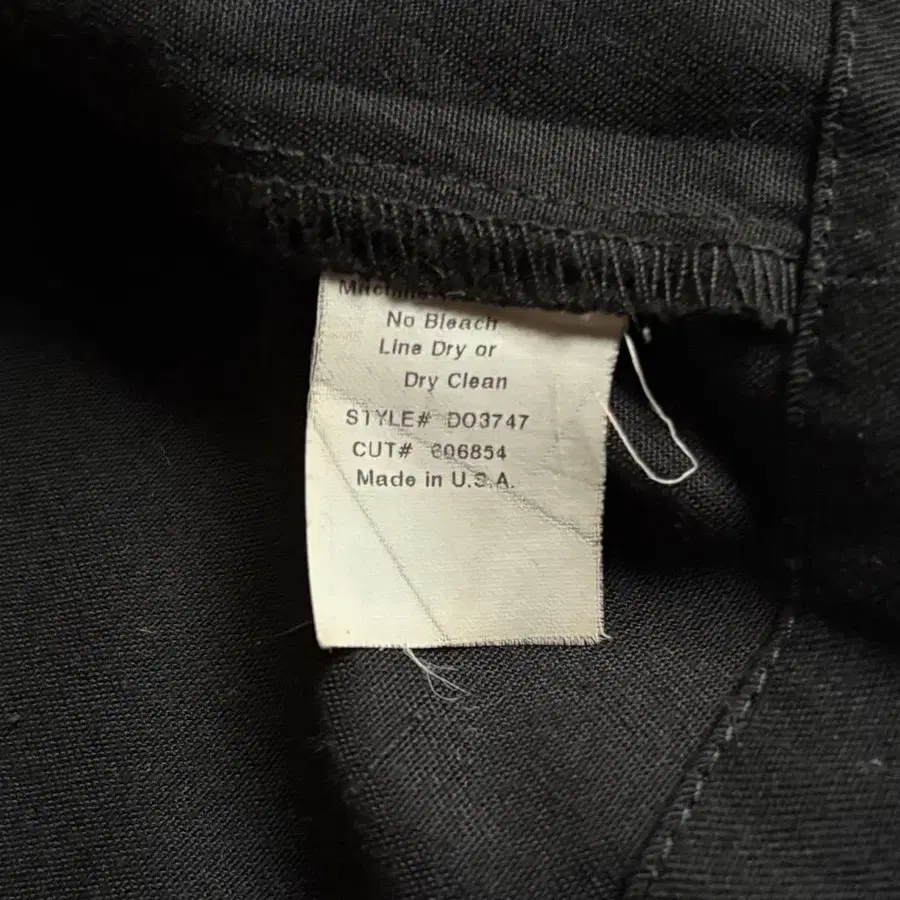 No Bleach
Line Dry or
Dry Clean
STYLE# DO3747
CUT# 606854
Made in U.S.A.